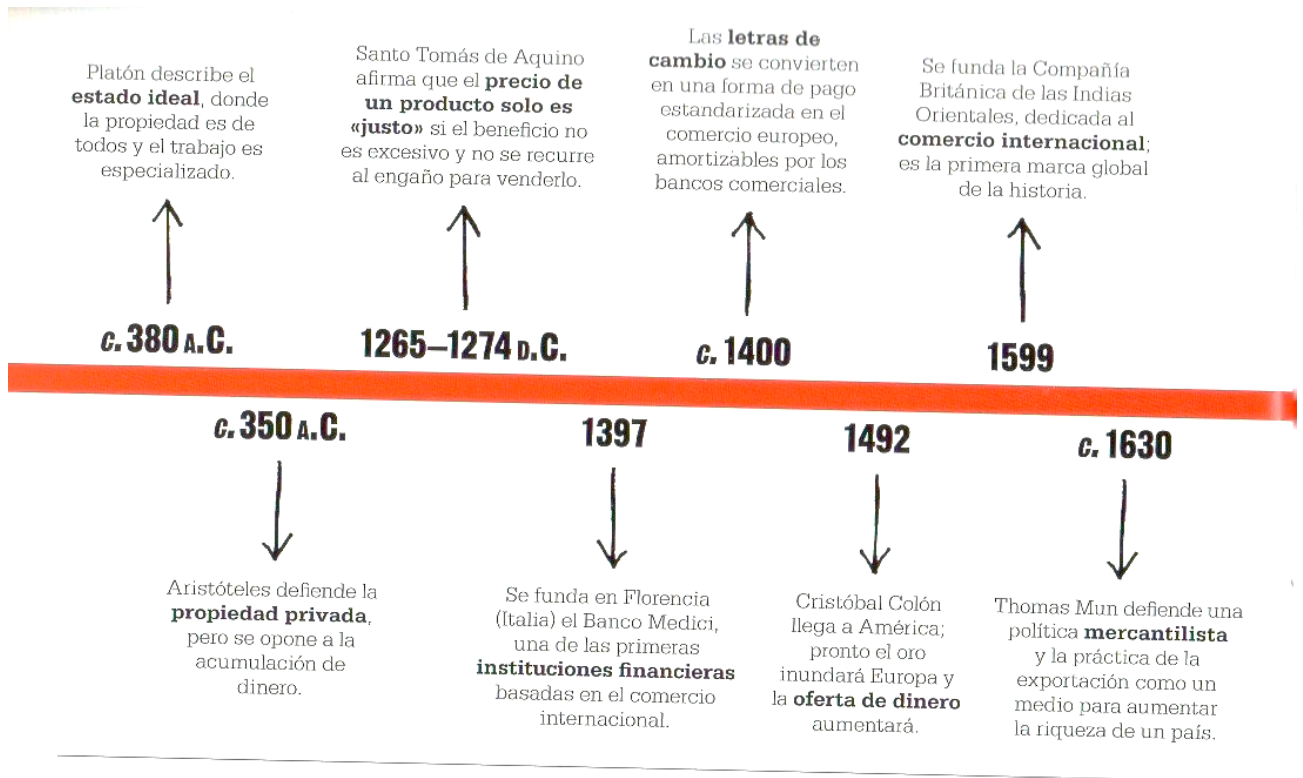 Platón describe el
estado ideal, donde
la propiedad es de
todos y el trabajo es
especializado.
c. 380 A.C.
Santo Tomás de Aquino
afirma que el precio de
un producto solo es
«justo» si el beneficio no
es excesivo y no se recurre
al engaño para venderlo.
1265–1274 D.C.
Las letras de
cambio se convierten
en una forma de pago
estandarizada en el
comercio europeo,
amortizables por los
bancos comerciales.
c. 1400
Se funda la Compañía
Británica de las Indias
Orientales, dedicada al
comercio internacional;
es la primera marca global
de la historia.
1599
c. 350 A.C.
Aristóteles defiende la
propiedad privada,
pero se opone a la
acumulación de
dinero.
1397
Se funda en Florencia
(Italia) el Banco Medici,
una de las primeras
instituciones financieras
basadas en el comercio
internacional.
1492
Cristóbal Colón
llega a América;
pronto el oro
inundará Europa y
la oferta de dinero
aumentará.
c. 1630
Thomas Mun defiende una
política mercantilista
y la práctica de la
exportación como un
medio para aumentar
la riqueza de un país.